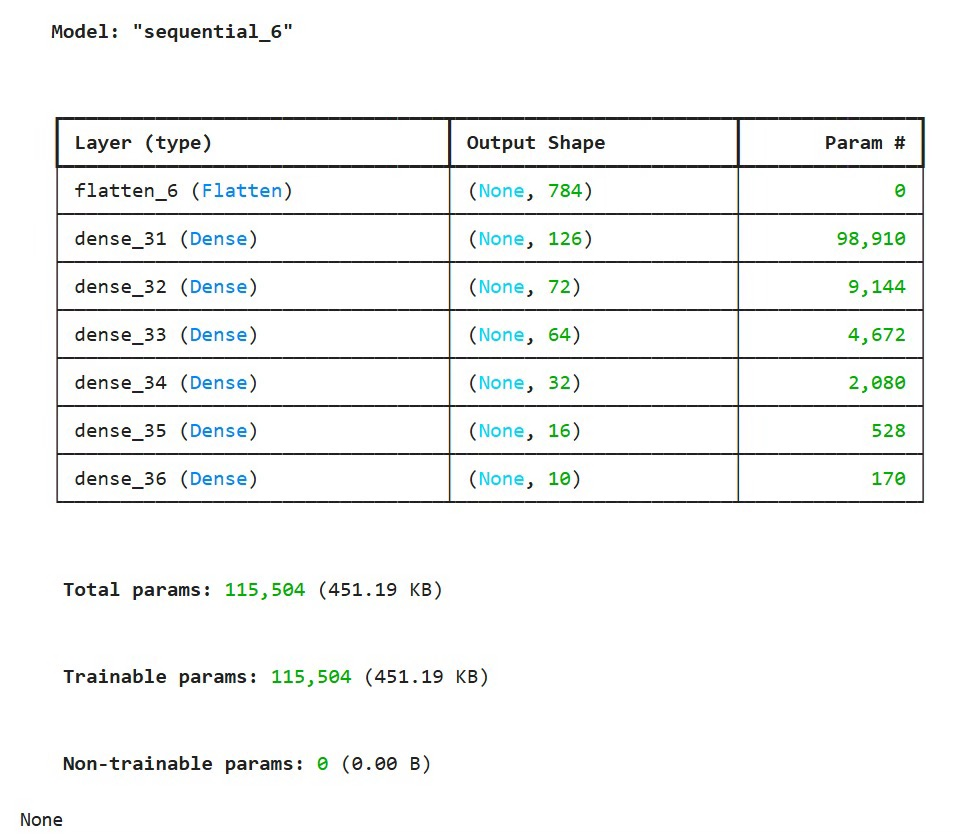 Model: "sequential_6"
Layer (type) Output Shape Param #
flatten_6 (Flatten) (None, 784) 0
dense_31 (Dense) (None, 126) 98,910
dense_32 (Dense) (None, 72) 9,144
dense_33 (Dense) (None, 64) 4,672
dense_34 (Dense) (None, 32) 2,080
dense_35 (Dense) (None, 16) 528
dense_36 (Dense) (None, 10) 170
Total params: 115,504 (451.19 KB)
Trainable params: 115,504 (451.19 KB)
Non-trainable params: 0 (0.00 B)
None